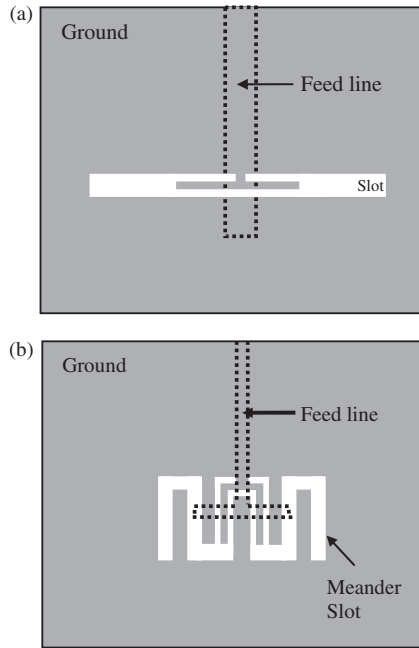 (a)
Ground
Feed line
Slot
(b)
Ground
Feed line
Meander
Slot